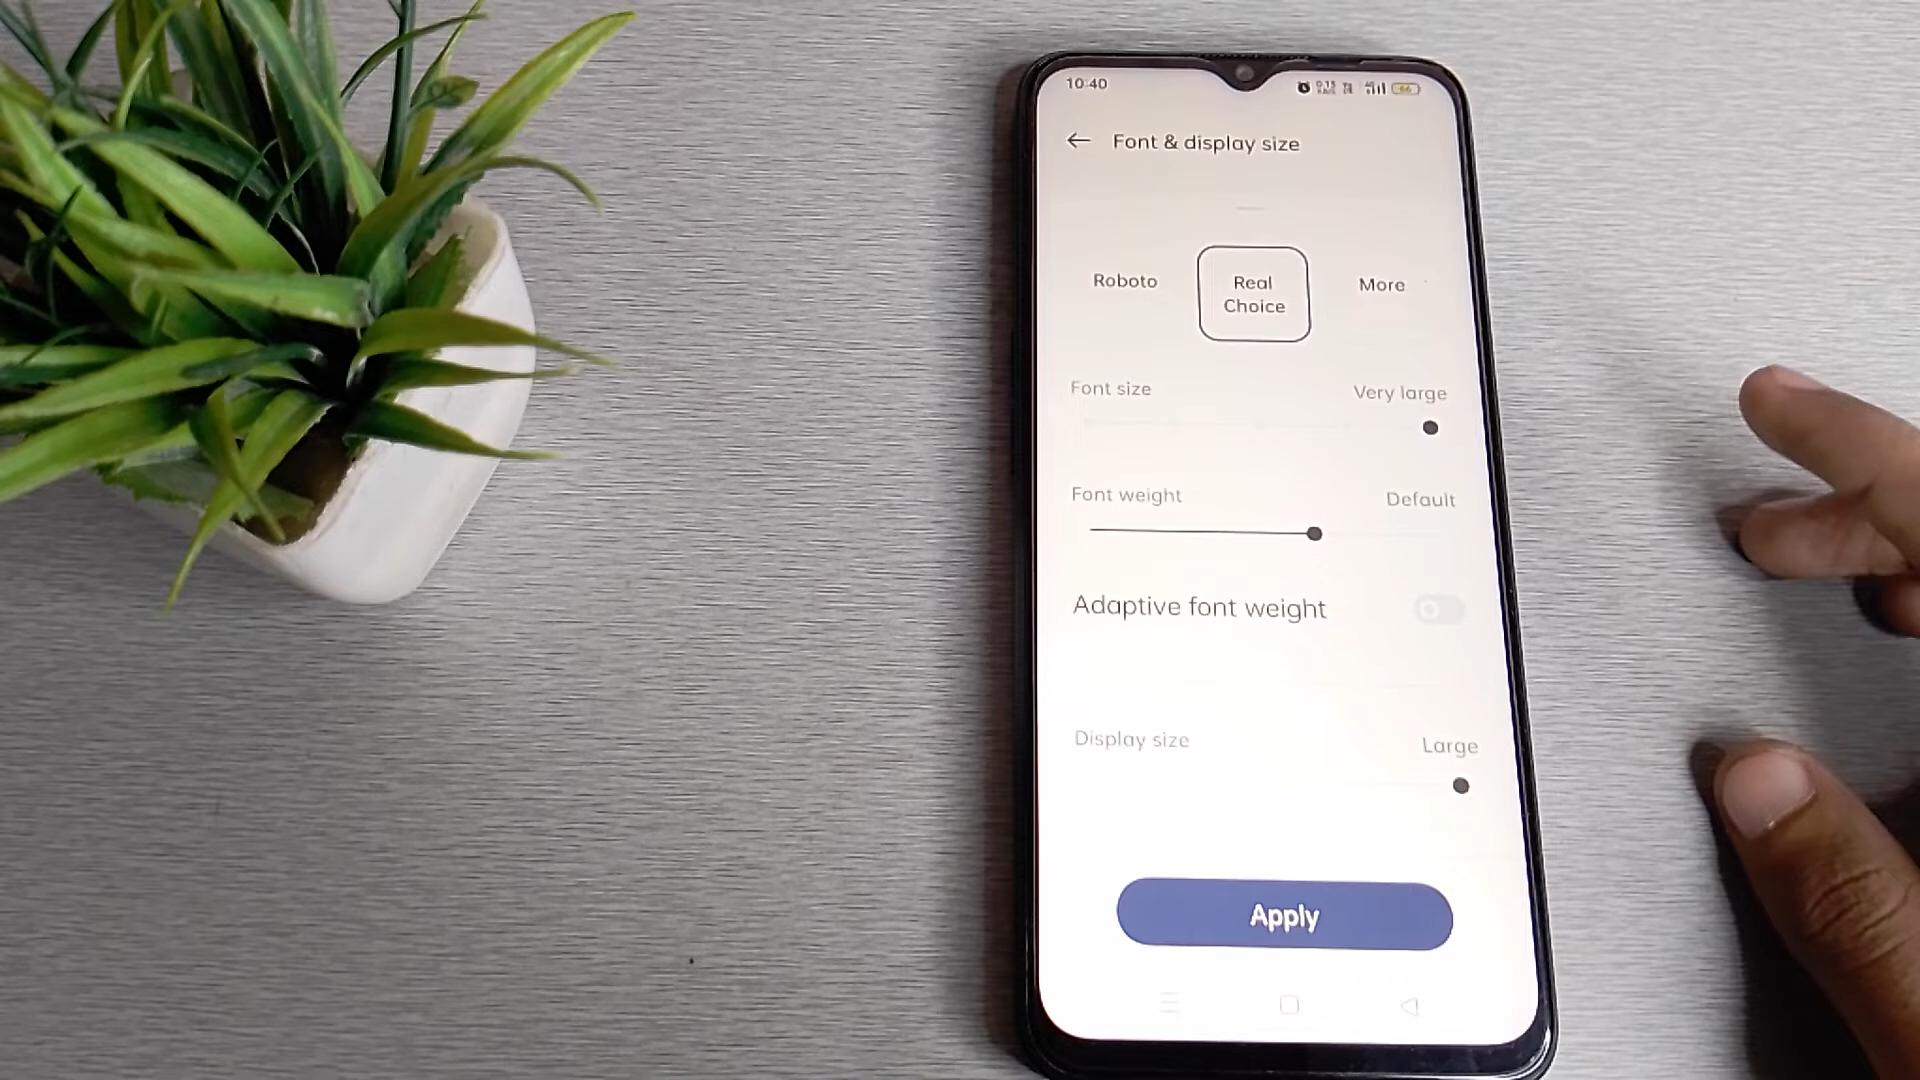 10:40
66
Font & display size
Roboto
Real
Choice
More
Font size
Very large
Font weight
Default
Adaptive font weight
Display size
Large
Apply